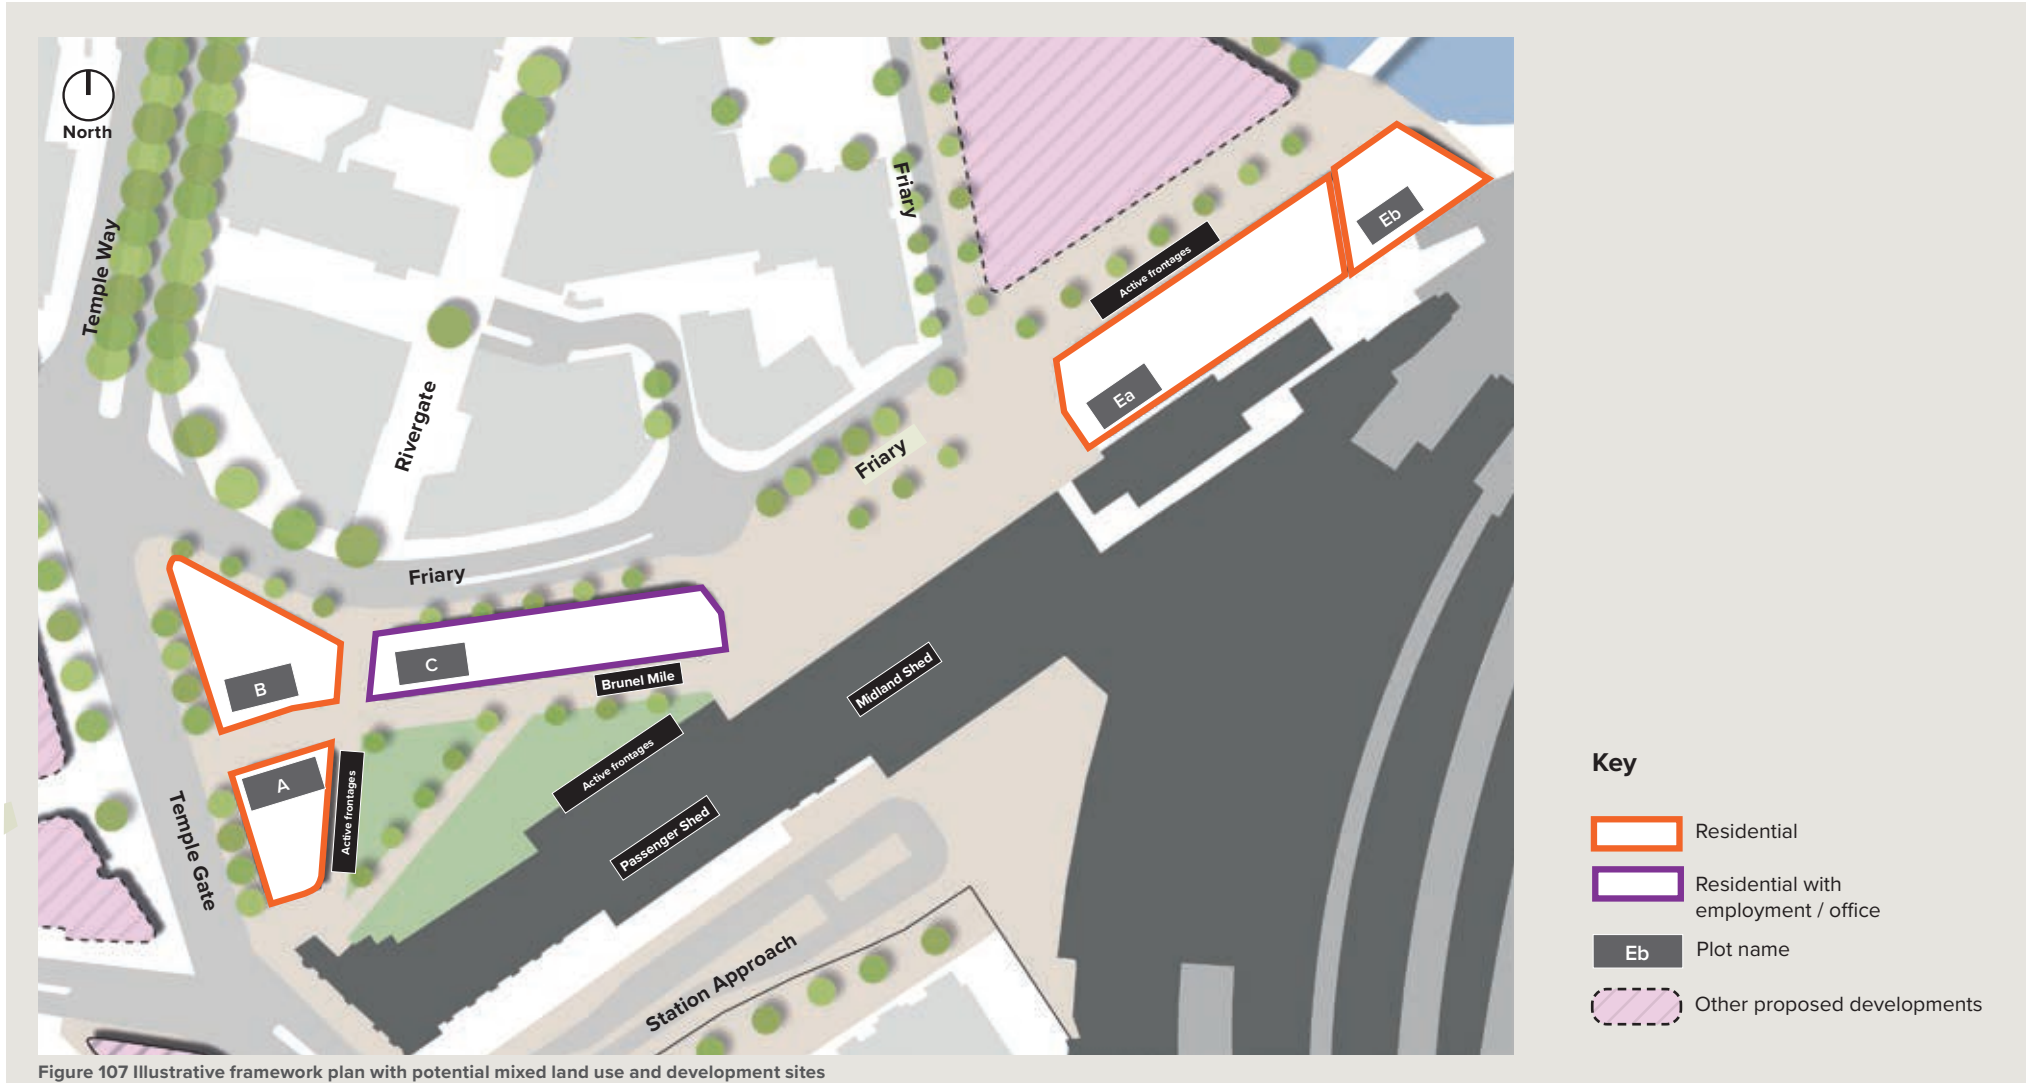 North
Temple Way
Rivergate
Friary
Friary
Friary
Active frontages
Eb
Ea
B
C
Brunel Mile
Midland Shed
A
Active frontages
Active frontages
Passenger Shed
Temple Gate
Station Approach
Key
Residential
Residential with
employment / office
Eb
Plot name
Other proposed developments
Figure 107 Illustrative framework plan with potential mixed land use and development sites